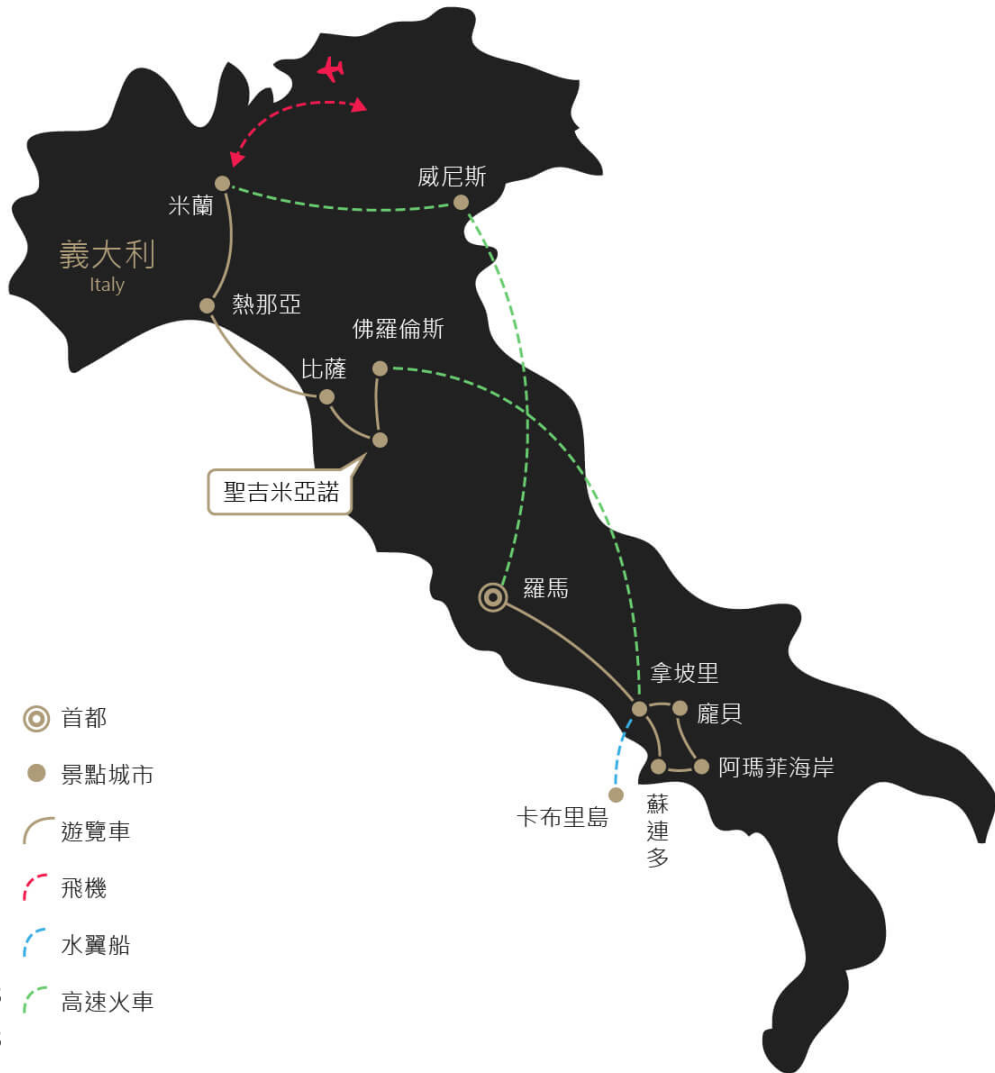 威尼斯
米蘭
義大利
Italy
熱那亞
佛羅倫斯
比薩
聖吉米亞諾
羅馬
拿坡里
龐貝
阿瑪菲海岸
蘇連多
卡布里島
首都
景點城市
遊覽車
飛機
水翼船
高速火車